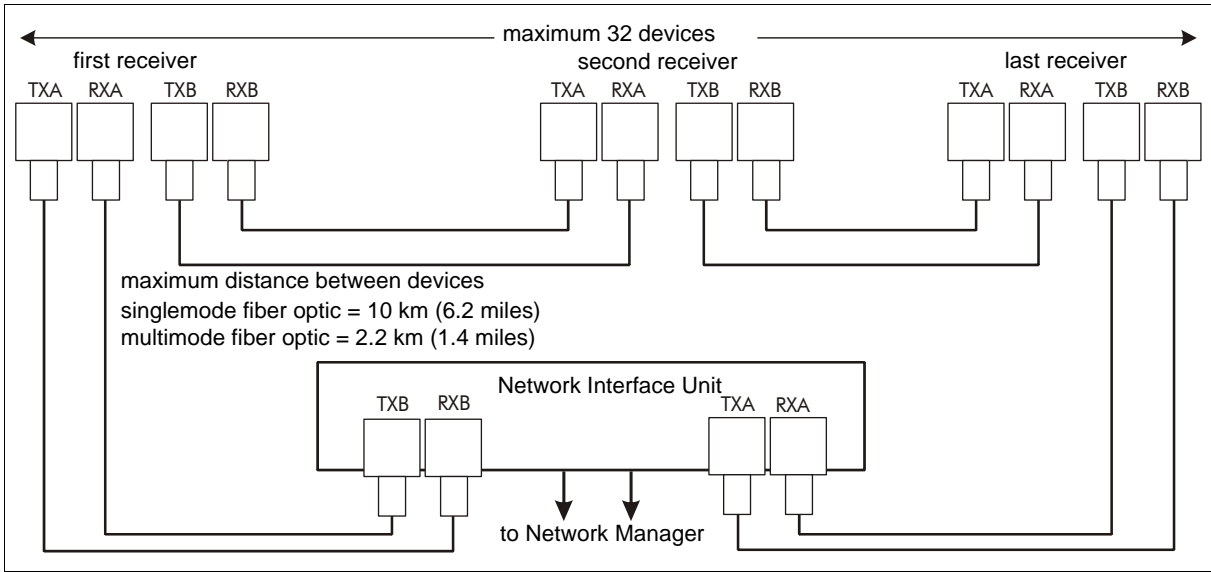 maximum 32 devices
first receiver second receiver last receiver
TXA RXA TXB RXB TXA RXA TXB RXB TXA RXA TXB RXB
maximum distance between devices
singlemode fiber optic = 10 km (6.2 miles)
multimode fiber optic = 2.2 km (1.4 miles)
Network Interface Unit
TXB RXB TXA RXA
to Network Manager